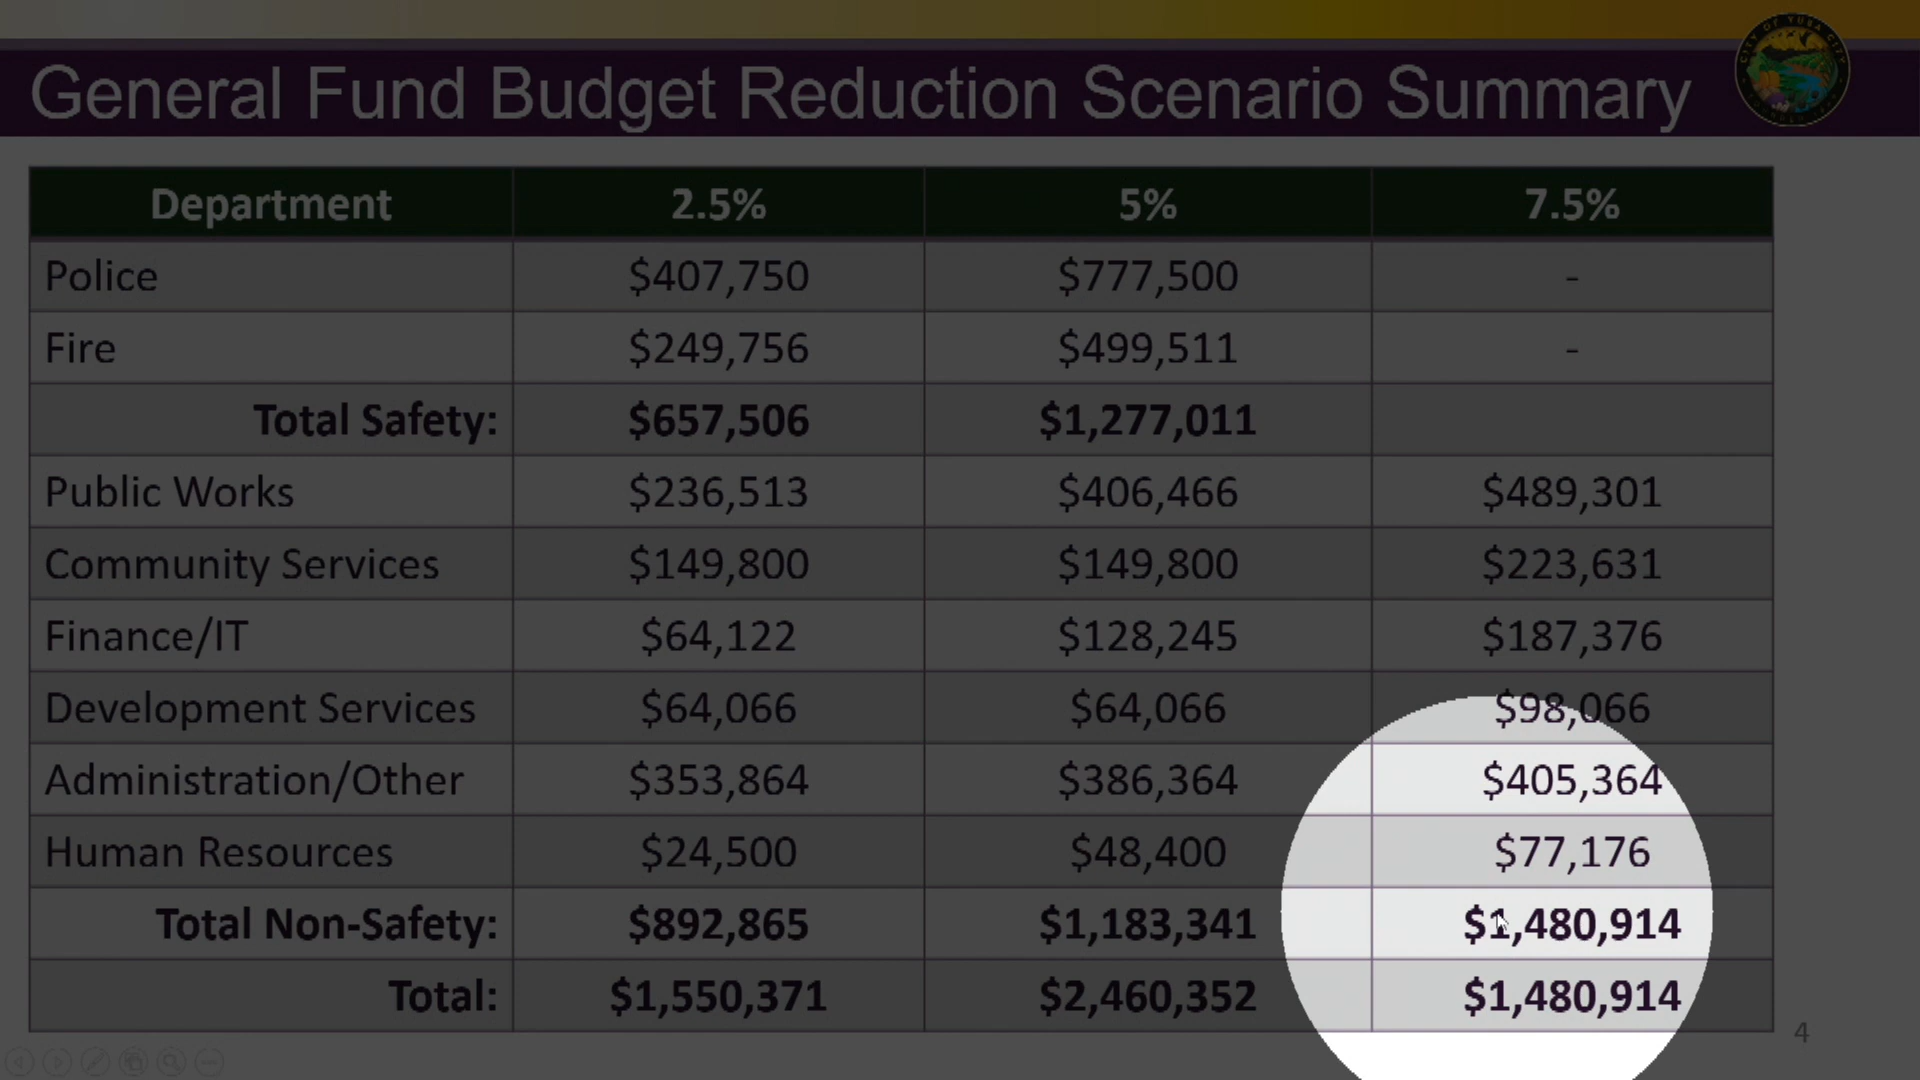 General Fund Budget Reduction Scenario Summary
CITY OF YUBA CITY
Department 2.5% 5% 7.5%
Police $407,750 $777,500 -
Fire $249,756 $499,511 -
Total Safety: $657,506 $1,277,011
Public Works $236,513 $406,466 $489,301
Community Services $149,800 $149,800 $223,631
Finance/IT $64,122 $128,245 $187,376
Development Services $64,066 $64,066 $98,066
Administration/Other $353,864 $386,364 $405,364
Human Resources $24,500 $48,400 $77,176
Total Non-Safety: $892,865 $1,183,341 $1,480,914
Total: $1,550,371 $2,460,352 $1,480,914
4